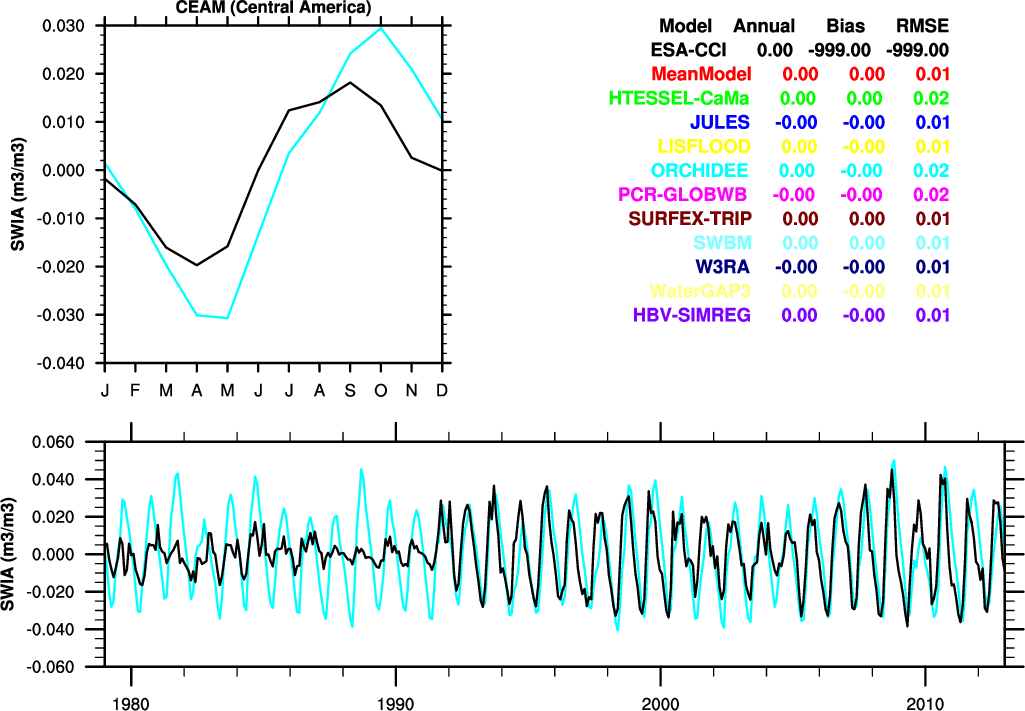 CEAM (Central America)
0.030
0.020
0.010
0.000
-0.010
-0.020
-0.030
-0.040
SWIA (m3/m3)
J F M A M J J A S O N D
Model Annual Bias RMSE
ESA-CCI 0.00 -999.00 -999.00
MeanModel 0.00 0.00 0.01
HTESSEL-CaMa 0.00 0.00 0.02
JULES -0.00 -0.00 0.01
LISFLOOD 0.00 -0.00 0.01
ORCHIDEE 0.00 -0.00 0.02
PCR-GLOBWB -0.00 -0.00 0.02
SURFEX-TRIP 0.00 0.00 0.01
SWBM 0.00 0.00 0.01
W3RA -0.00 -0.00 0.01
WaterGAP3 0.00 -0.00 0.01
HBV-SIMREG 0.00 -0.00 0.01
0.060
0.040
0.020
0.000
-0.020
-0.040
-0.060
SWIA (m3/m3)
1980 1990 2000 2010